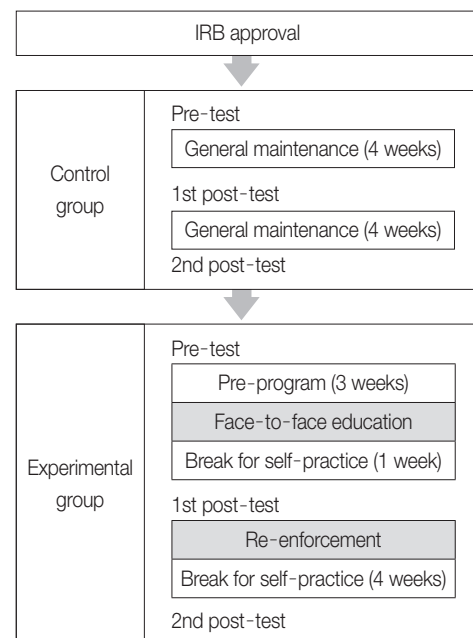 IRB approval
Control
group
Pre-test
General maintenance (4 weeks)
1st post-test
General maintenance (4 weeks)
2nd post-test
Experimental
group
Pre-test
Pre-program (3 weeks)
Face-to-face education
Break for self-practice (1 week)
1st post-test
Re-enforcement
Break for self-practice (4 weeks)
2nd post-test